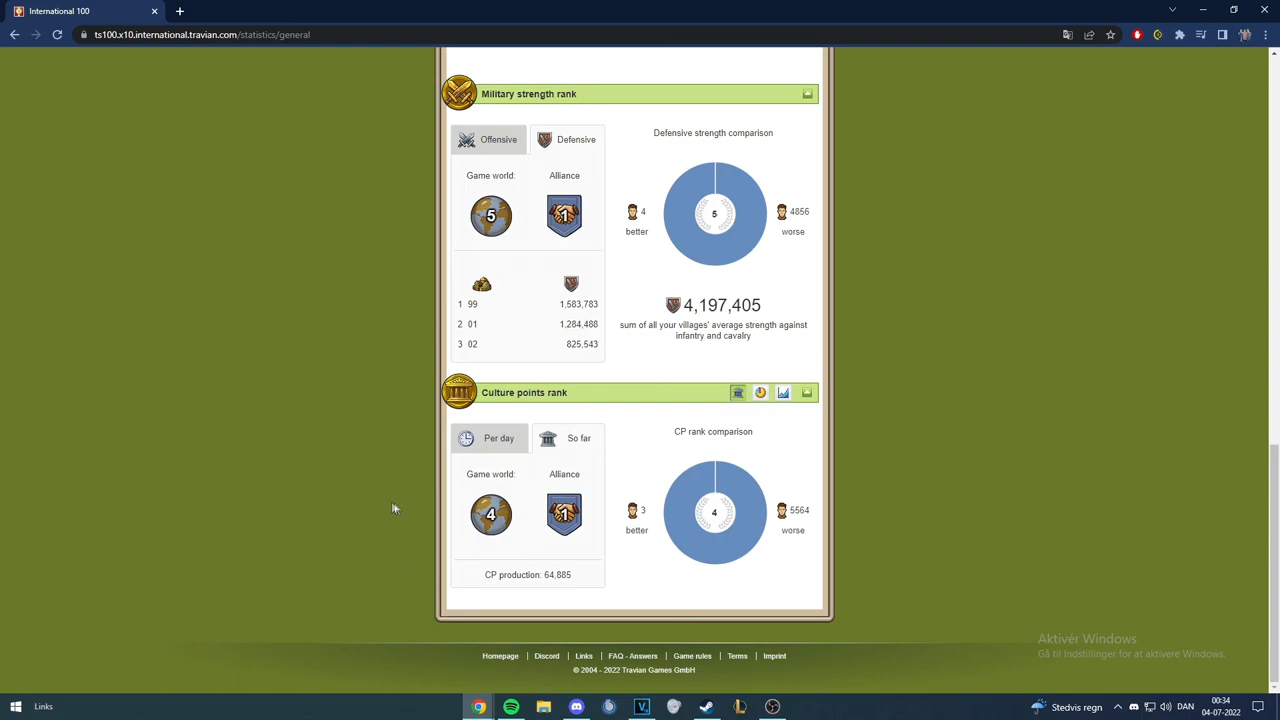 International 100
ts100.x10.international.travian.com/statistics/general
Military strength rank
Offensive
Defensive
Game world:
Alliance
5
1
1 99 1,583,783
2 01 1,284,488
3 02 825,543
Defensive strength comparison
4
better
5
4856
worse
4,197,405
sum of all your villages' average strength against
infantry and cavalry
Culture points rank
Per day
So far
Game world:
Alliance
4
1
CP production: 64,885
CP rank comparison
3
better
4
5564
worse
Aktivér Windows
Gå til Indstillinger for at aktivere Windows.
Homepage | Discord | Links | FAQ - Answers | Game rules | Terms | Imprint
© 2004 - 2022 Travian Games GmbH
Links
Stedvis regn
DAN
00:34
04-07-2022